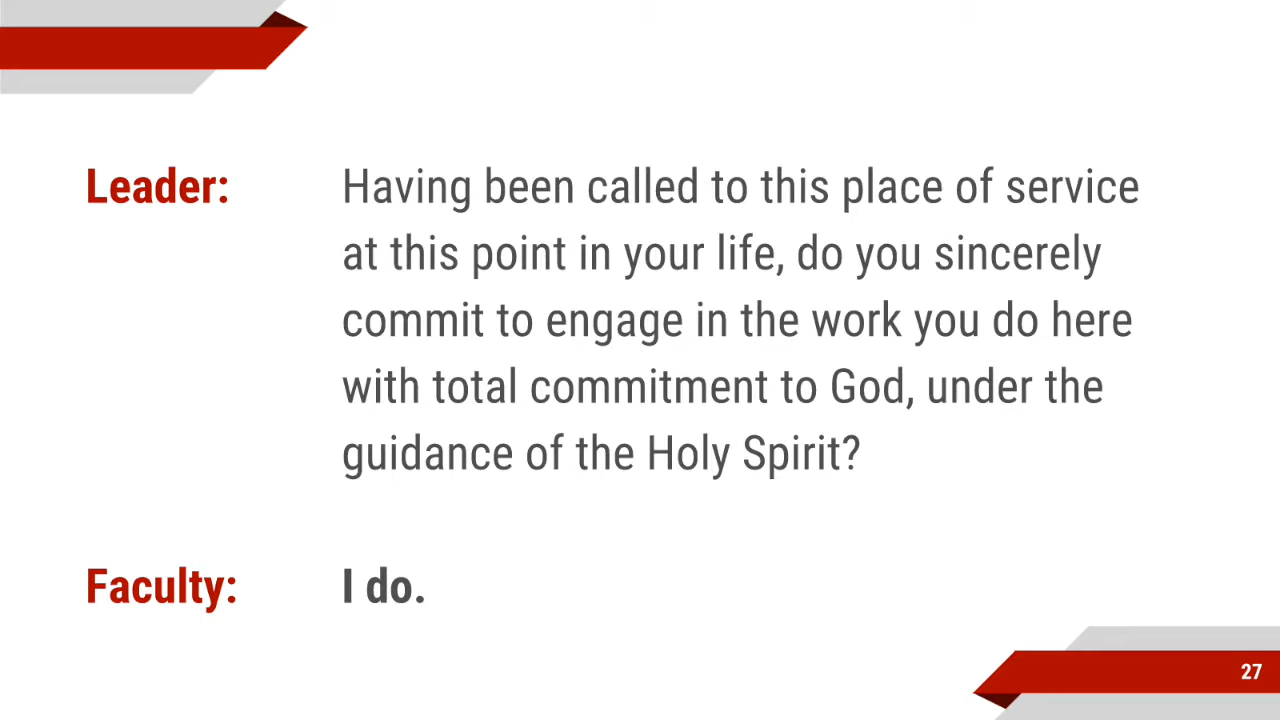 Leader: Having been called to this place of service
at this point in your life, do you sincerely
commit to engage in the work you do here
with total commitment to God, under the
guidance of the Holy Spirit?
Faculty: I do.
27